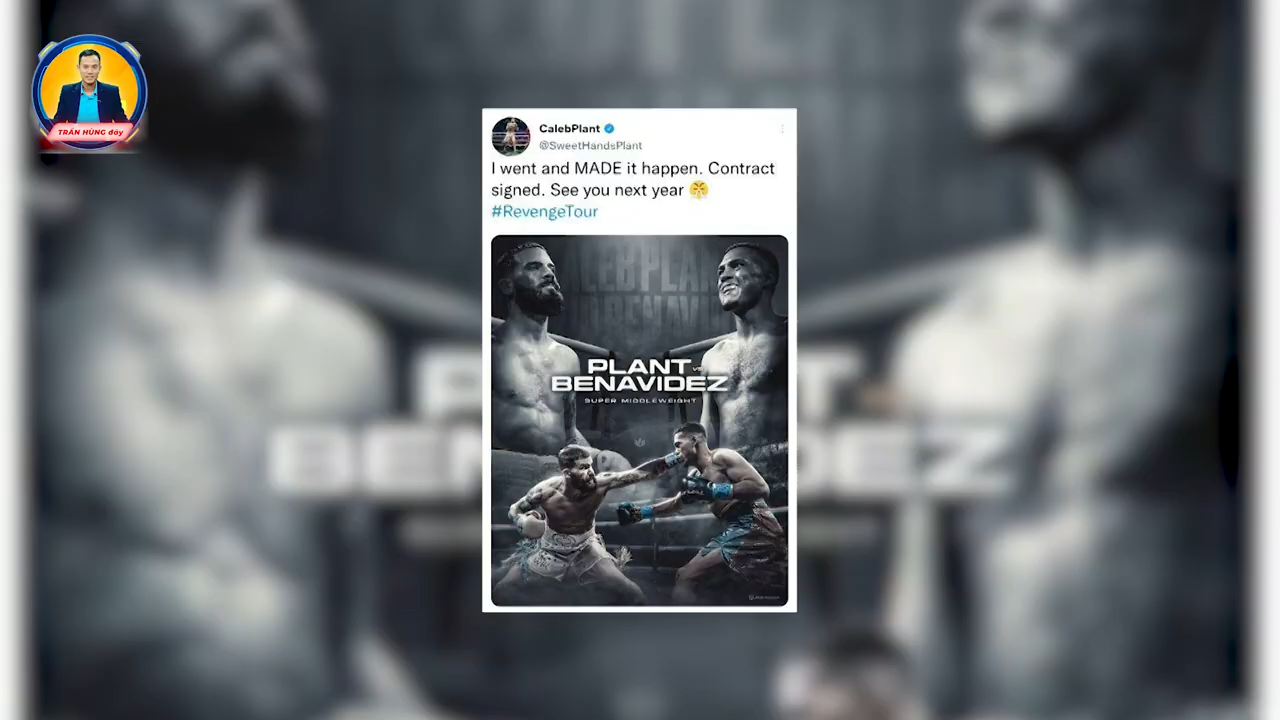 TRẦN HÙNG đây
CalebPlant
@SweetHandsPlant
I went and MADE it happen. Contract
signed. See you next year 😤
#RevengeTour
PLANT VS
BENAVIDEZ
SUPER MIDDLEWEIGHT